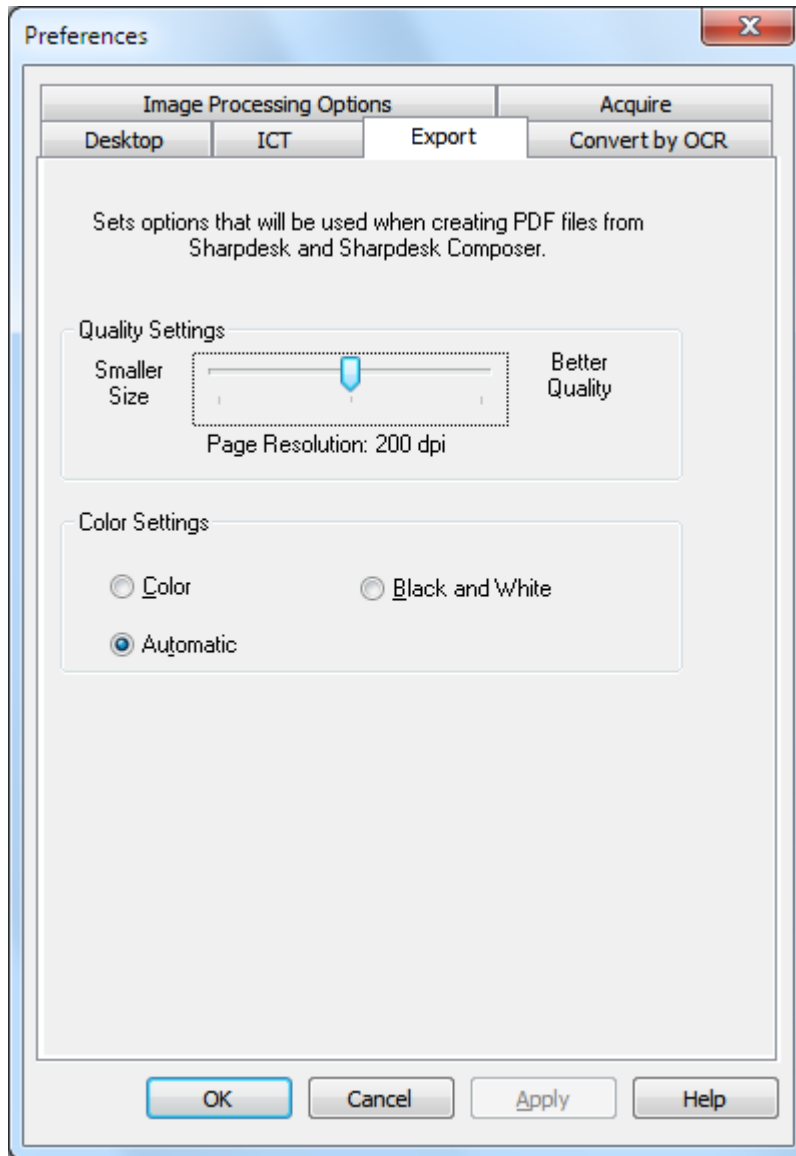 Preferences
Image Processing Options
Acquire
Desktop
ICT
Export
Convert by OCR
Sets options that will be used when creating PDF files from
Sharpdesk and Sharpdesk Composer.
Quality Settings
Smaller
Size
Better
Quality
Page Resolution: 200 dpi
Color Settings
Color
Black and White
Automatic
OK
Cancel
Apply
Help